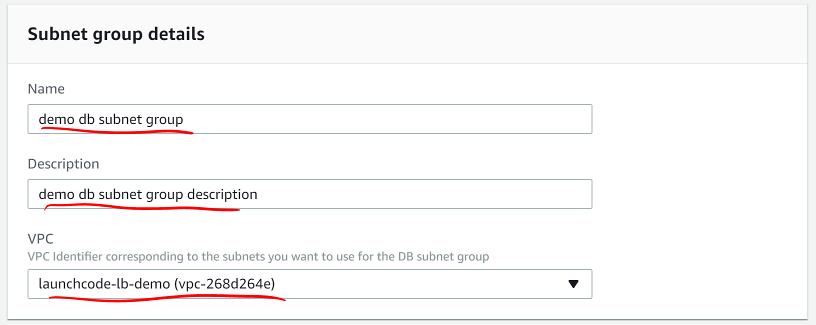 Subnet group details
Name
demo db subnet group
Description
demo db subnet group description
VPC
VPC Identifier corresponding to the subnets you want to use for the DB subnet group
launchcode-lb-demo (vpc-268d264e)